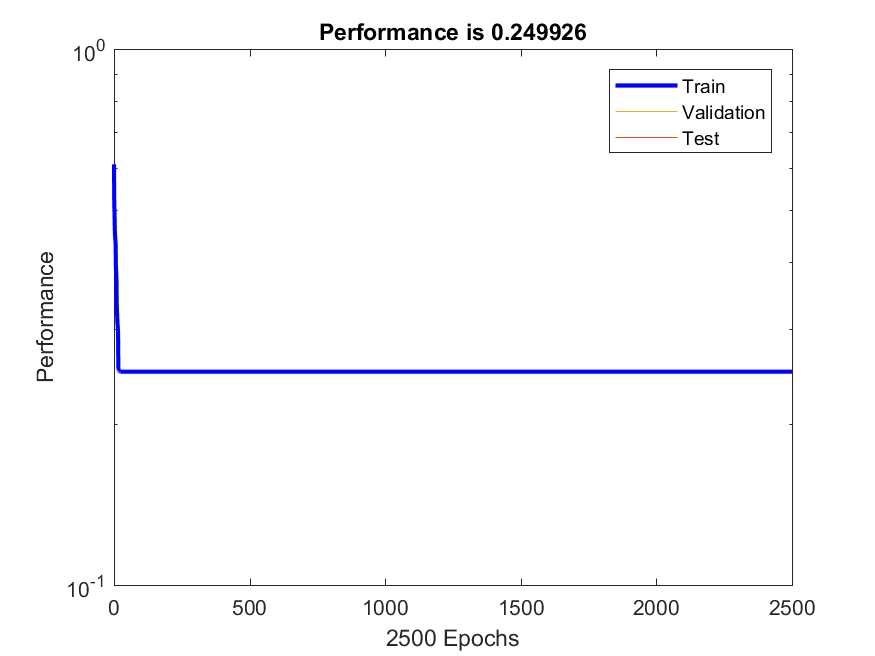 Performance is 0.249926
10^0
Train
Validation
Test
Performance
10^-1
0 500 1000 1500 2000 2500
2500 Epochs